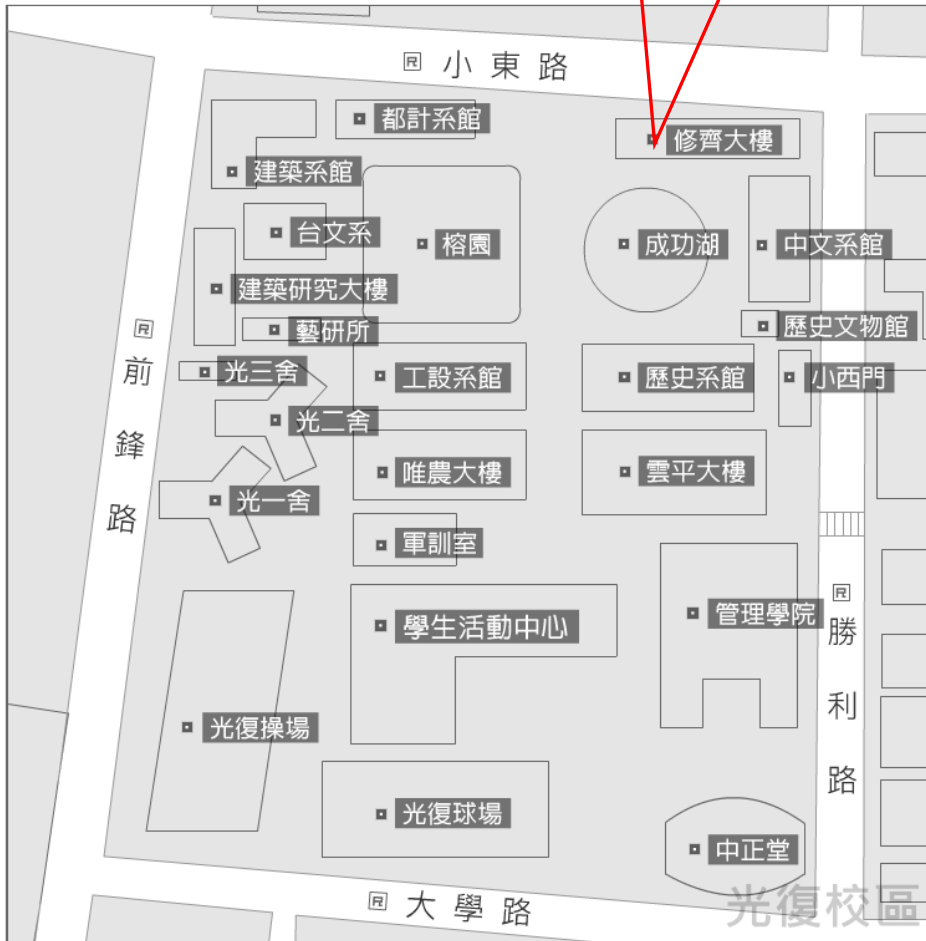 小東路
都計系館
修齊大樓
建築系館
台文系
榕園
成功湖
中文系館
建築研究大樓
藝研所
歷史文物館
前鋒路
光三舍
工設系館
歷史系館
小西門
光二舍
唯農大樓
雲平大樓
光一舍
軍訓室
學生活動中心
管理學院
勝利路
光復操場
光復球場
中正堂
大學路
光復校區